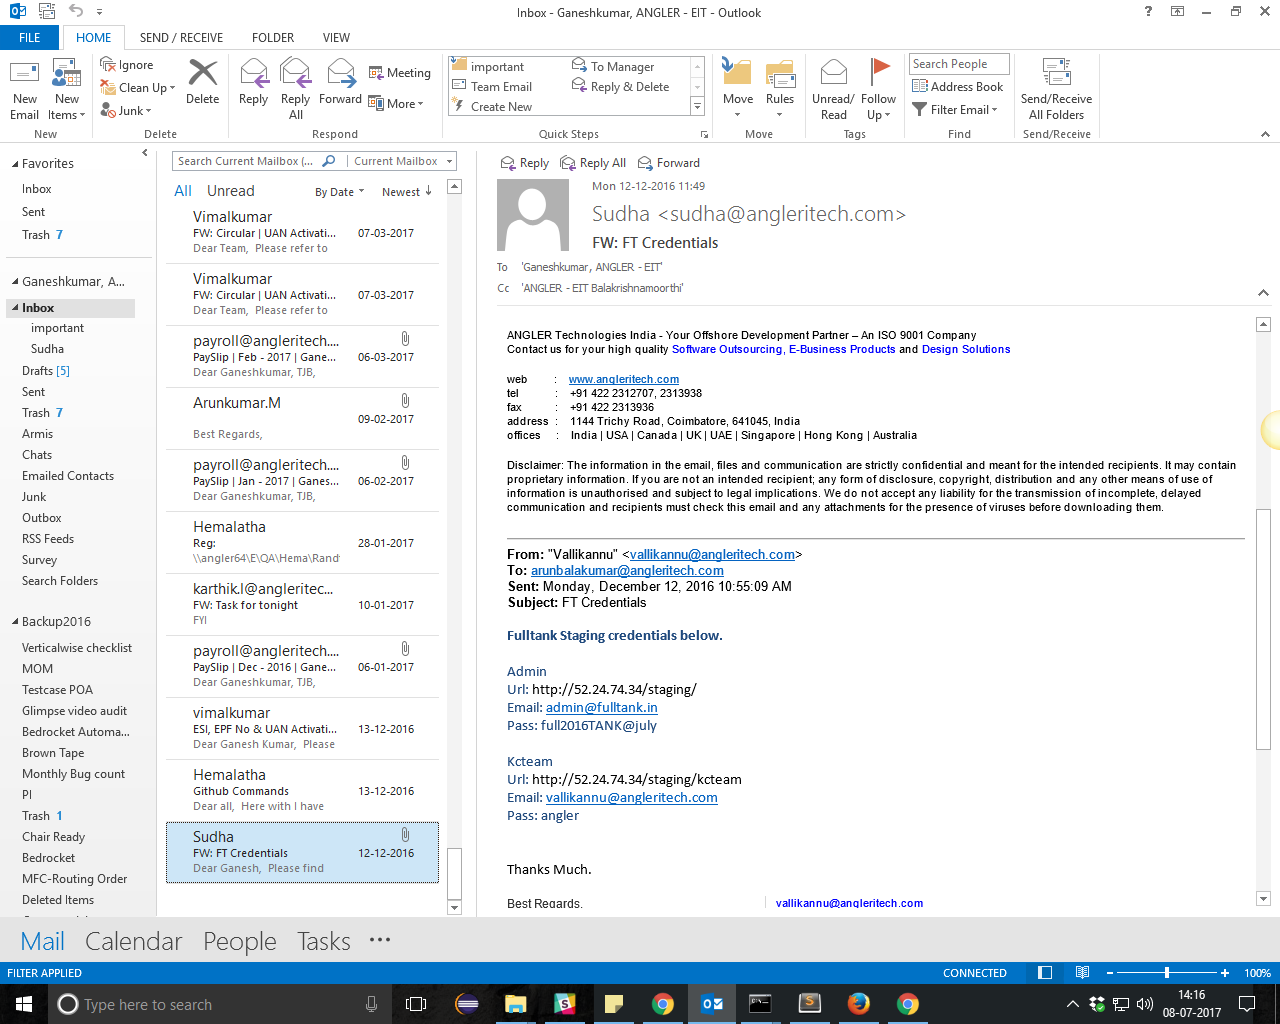 Inbox - Ganeshkumar, ANGLER - EIT - Outlook
FILE
HOME
SEND / RECEIVE
FOLDER
VIEW
New Email
New Items
New
Ignore
Clean Up
Junk
Delete
Delete
Reply
Reply All
Forward
Meeting
More
Respond
important
Team Email
Create New
To Manager
Reply & Delete
Quick Steps
Move
Rules
Move
Unread/ Read
Follow Up
Tags
Search People
Address Book
Filter Email
Find
Send/Receive All Folders
Send/Receive
Favorites
Inbox
Sent
Trash 7
Ganeshkumar, A...
Inbox
important
Sudha
Drafts [5]
Sent
Trash 7
Armis
Chats
Emailed Contacts
Junk
Outbox
RSS Feeds
Survey
Search Folders
Backup2016
Verticalwise checklist
MOM
Testcase POA
Glimpse video audit
Bedrocket Automa...
Brown Tape
Monthly Bug count
PI
Trash 1
Chair Ready
Bedrocket
MFC-Routing Order
Deleted Items
Search Current Mailbox (...
Current Mailbox
All Unread
By Date Newest
Vimalkumar
FW: Circular | UAN Activati... 07-03-2017
Dear Team, Please refer to
Vimalkumar
FW: Circular | UAN Activati... 07-03-2017
Dear Team, Please refer to
payroll@angleritech....
PaySlip | Feb - 2017 | Gane... 06-03-2017
Dear Ganeshkumar, TJB,
Arunkumar.M
09-02-2017
Best Regards,
payroll@angleritech....
PaySlip | Jan - 2017 | Ganes... 06-02-2017
Dear Ganeshkumar, TJB,
Hemalatha
Reg: 28-01-2017
\\angler64\E\QA\Hema\Rand
karthik.l@angleritec...
FW: Task for tonight 10-01-2017
FYI
payroll@angleritech....
PaySlip | Dec - 2016 | Gane... 06-01-2017
Dear Ganeshkumar, TJB,
vimalkumar
ESI, EPF No & UAN Activati... 13-12-2016
Dear Ganesh Kumar, Please
Hemalatha
Github Commands 13-12-2016
Dear all, Here with I have
Sudha
FW: FT Credentials 12-12-2016
Dear Ganesh, Please find
Reply Reply All Forward
Mon 12-12-2016 11:49
Sudha <sudha@angleritech.com>
FW: FT Credentials
To 'Ganeshkumar, ANGLER - EIT'
Cc 'ANGLER - EIT Balakrishnamoorthi'
ANGLER Technologies India - Your Offshore Development Partner – An ISO 9001 Company
Contact us for your high quality Software Outsourcing, E-Business Products and Design Solutions
web : www.angleritech.com
tel : +91 422 2312707, 2313938
fax : +91 422 2313936
address : 1144 Trichy Road, Coimbatore, 641045, India
offices : India | USA | Canada | UK | UAE | Singapore | Hong Kong | Australia
Disclaimer: The information in the email, files and communication are strictly confidential and meant for the intended recipients. It may contain
proprietary information. If you are not an intended recipient; any form of disclosure, copyright, distribution and any other means of use of
information is unauthorised and subject to legal implications. We do not accept any liability for the transmission of incomplete, delayed
communication and recipients must check this email and any attachments for the presence of viruses before downloading them.
From: "Vallikannu" <vallikannu@angleritech.com>
To: arunbalakumar@angleritech.com
Sent: Monday, December 12, 2016 10:55:09 AM
Subject: FT Credentials
Fulltank Staging credentials below.
Admin
Url: http://52.24.74.34/staging/
Email: admin@fulltank.in
Pass: full2016TANK@july
Kcteam
Url: http://52.24.74.34/staging/kcteam
Email: vallikannu@angleritech.com
Pass: angler
Thanks Much.
Best Regards, vallikannu@angleritech.com
Mail Calendar People Tasks ...
FILTER APPLIED
CONNECTED
100%
Type here to search
14:16
08-07-2017